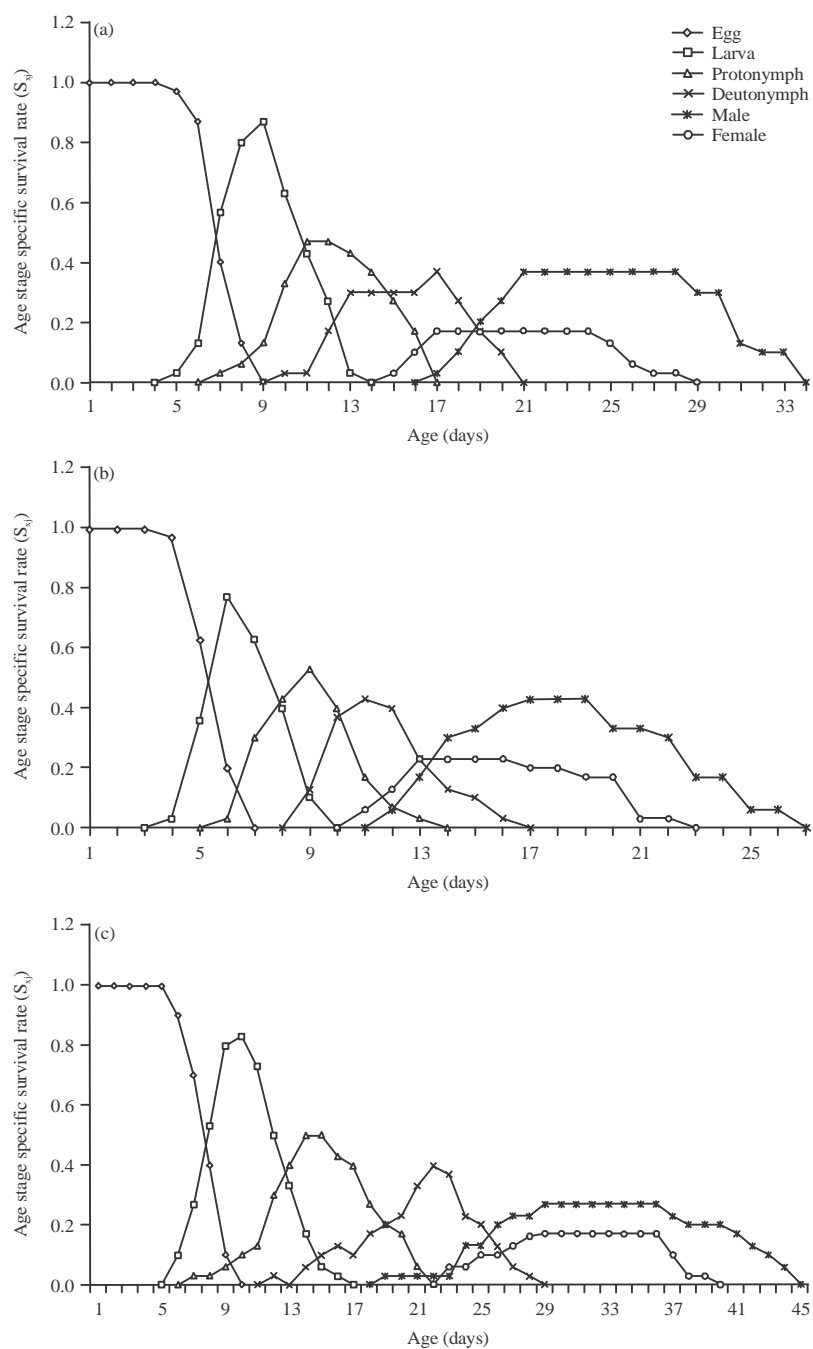 (a)
Egg
Larva
Protonymph
Deutonymph
Male
Female
Age stage specific survival rate (Sxj)
1.2
1.0
0.8
0.6
0.4
0.2
0.0
1 5 9 13 17 21 25 29 33
Age (days)
(b)
Age stage specific survival rate (Sxj)
1.2
1.0
0.8
0.6
0.4
0.2
0.0
1 5 9 13 17 21 25
Age (days)
(c)
Age stage specific survival rate (Sxj)
1.2
1.0
0.8
0.6
0.4
0.2
0.0
1 5 9 13 17 21 25 29 33 37 41 45
Age (days)